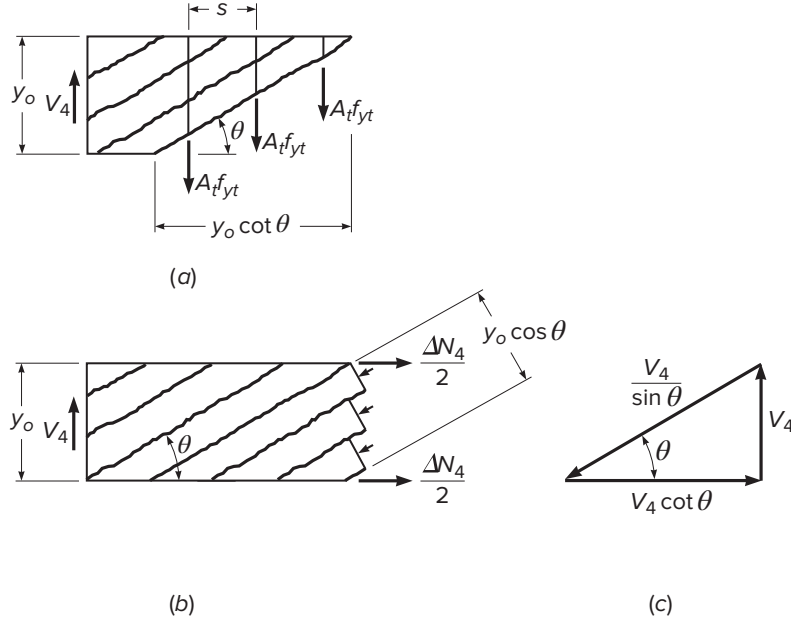 s
y_o
V_4
θ
A_t f_yt
A_t f_yt
A_t f_yt
y_o cot θ
(a)
y_o cos θ
ΔN_4
2
y_o
V_4
θ
ΔN_4
2
V_4
sin θ
V_4
θ
V_4 cot θ
(b)
(c)